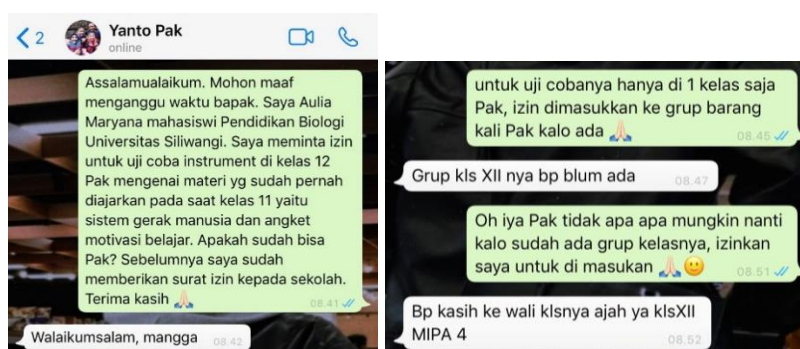 2
Yanto Pak
online
Assalamualaikum. Mohon maaf
menganggu waktu bapak. Saya Aulia
Maryana mahasiswi Pendidikan Biologi
Universitas Siliwangi. Saya meminta izin
untuk uji coba instrument di kelas 12
Pak mengenai materi yg sudah pernah
diajarkan pada saat kelas 11 yaitu
sistem gerak manusia dan angket
motivasi belajar. Apakah sudah bisa
Pak? Sebelumnya saya sudah
memberikan surat izin kepada sekolah.
Terima kasih 🙏🏻
08.41
Walaikumsalam, mangga
08.42
untuk uji cobanya hanya di 1 kelas saja
Pak, izin dimasukkan ke grup barang
kali Pak kalo ada 🙏🏻
08.45
Grup kls XII nya bp blum ada
08.47
Oh iya Pak tidak apa apa mungkin nanti
kalo sudah ada grup kelasnya, izinkan
saya untuk di masukan 🙏🏻🙂
08.51
Bp kasih ke wali klsnya ajah ya klsXII
MIPA 4
08.52